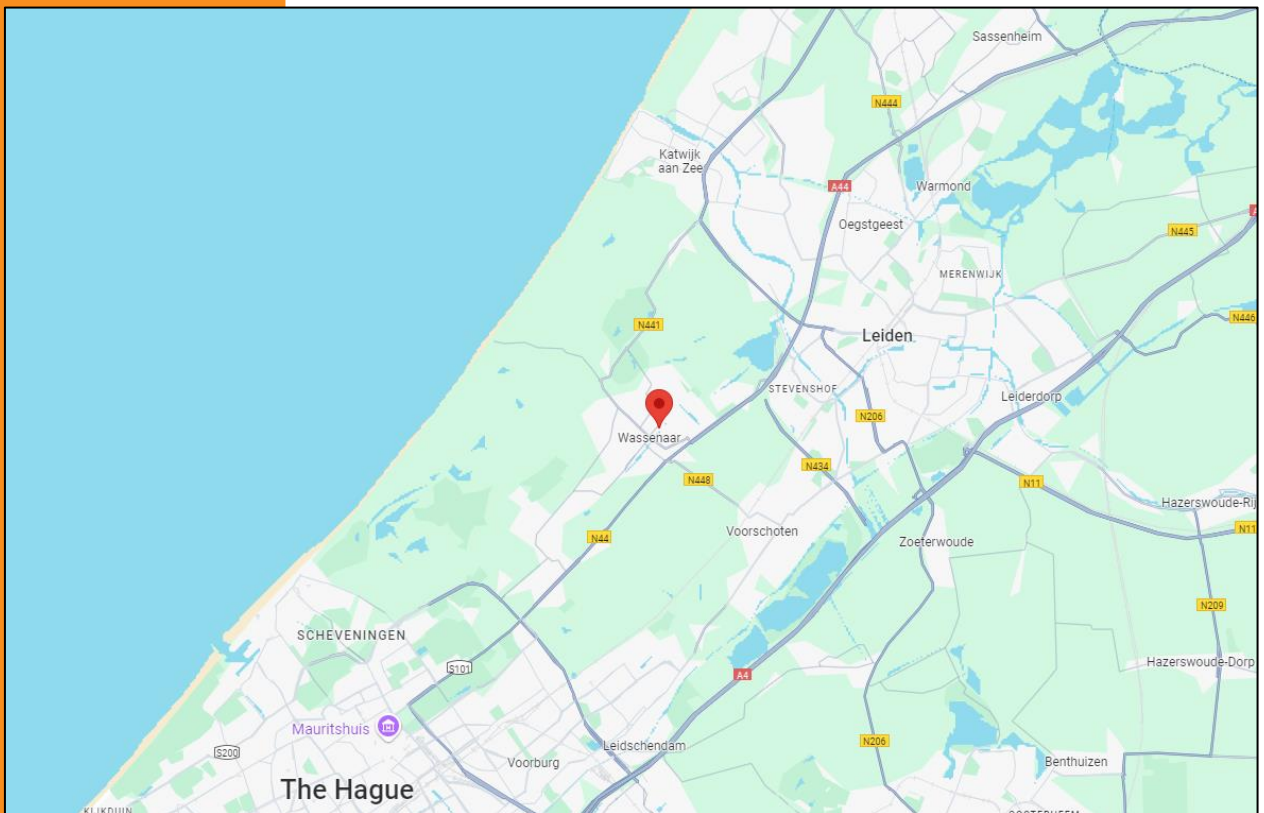 Sassenheim
N444
Katwijk
aan Zee
A44
Warmond
Oegstgeest
N445
MERENWIJK
N441
N446
Leiden
STEVENSHOF
Leiderdorp
N206
Wassenaar
N434
N448
N11
Hazerswoude-Rij
Voorschoten
N44
Zoeterwoude
N11
N209
SCHEVENINGEN
S101
Hazerswoude-Dorp
A4
Mauritshuis
S200
Leidschendam
N206
Voorburg
Benthuizen
The Hague